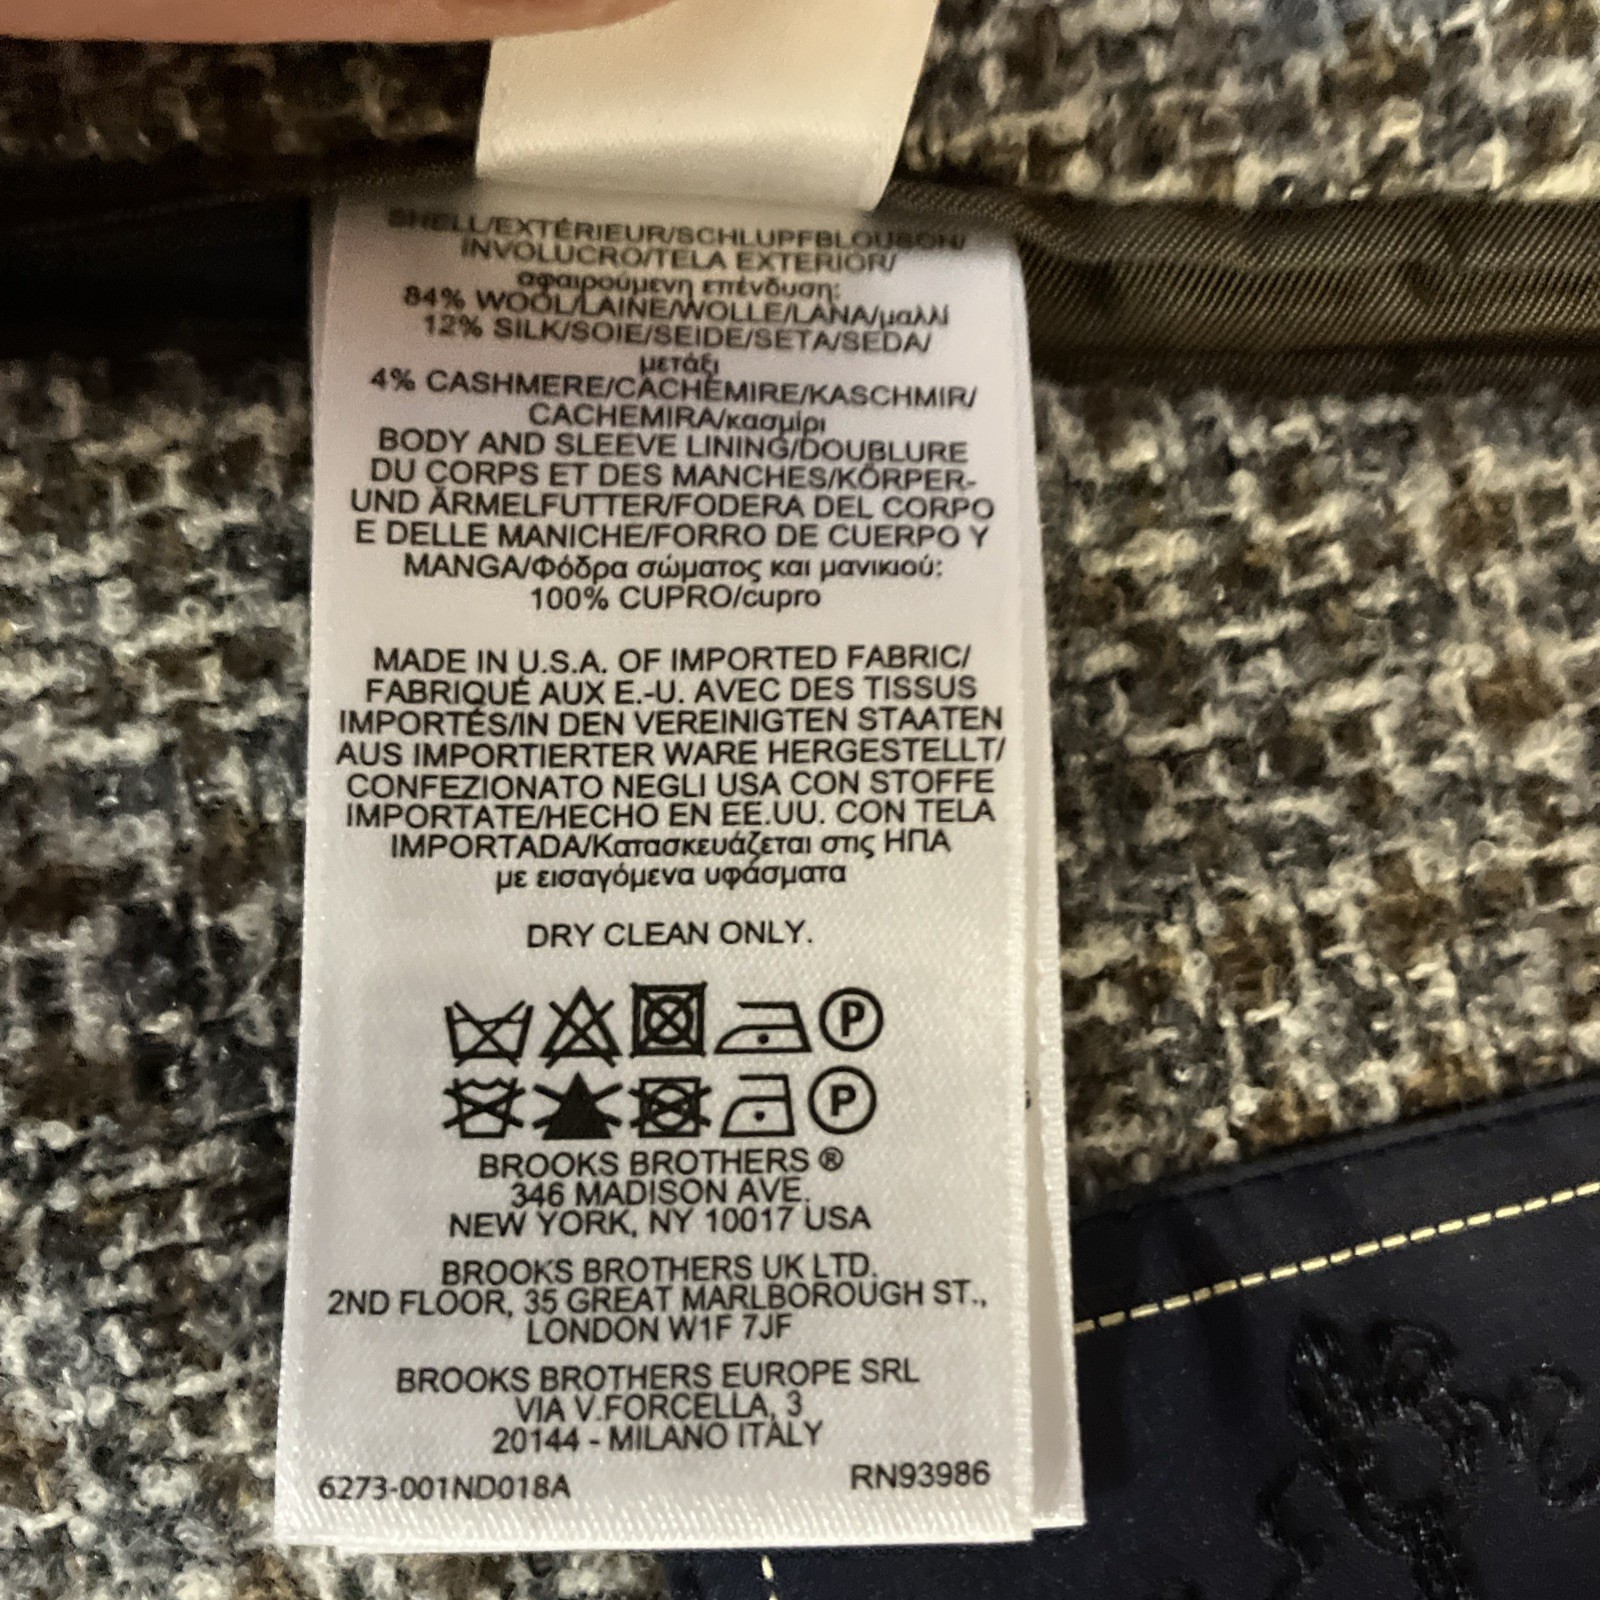 SHELL/EXTÉRIEUR/SCHLUPFBLOUSON/
INVOLUCRO/TELA EXTERIOR/
αφαιρούμενη επένδυση:
84% WOOL/LAINE/WOLLE/LANA/μαλλί
12% SILK/SOIE/SEIDE/SETA/SEDA/
μετάξι
4% CASHMERE/CACHEMIRE/KASCHMIR/
CACHEMIRA/κασμίρι
BODY AND SLEEVE LINING/DOUBLURE
DU CORPS ET DES MANCHES/KÖRPER-
UND ÄRMELFUTTER/FODERA DEL CORPO
E DELLE MANICHE/FORRO DE CUERPO Y
MANGA/Φόδρα σώματος και μανικιού:
100% CUPRO/cupro
MADE IN U.S.A. OF IMPORTED FABRIC/
FABRIQUÉ AUX E.-U. AVEC DES TISSUS
IMPORTÉS/IN DEN VEREINIGTEN STAATEN
AUS IMPORTIERTER WARE HERGESTELLT/
CONFEZIONATO NEGLI USA CON STOFFE
IMPORTATE/HECHO EN EE.UU. CON TELA
IMPORTADA/Κατασκευάζεται στις ΗΠΑ
με εισαγόμενα υφάσματα
DRY CLEAN ONLY.
P
P
BROOKS BROTHERS ®
346 MADISON AVE.
NEW YORK, NY 10017 USA
BROOKS BROTHERS UK LTD.
2ND FLOOR, 35 GREAT MARLBOROUGH ST.,
LONDON W1F 7JF
BROOKS BROTHERS EUROPE SRL
VIA V.FORCELLA, 3
20144 - MILANO ITALY
6273-001ND018A RN93986